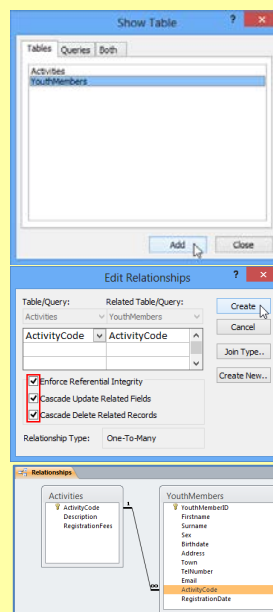 Show Table
? ×
Tables Queries Both
Activities
YouthMembers
Add Close
Edit Relationships
? ×
Table/Query: Related Table/Query:
Activities YouthMembers
ActivityCode ActivityCode
Create
Cancel
Join Type..
Create New..
Enforce Referential Integrity
Cascade Update Related Fields
Cascade Delete Related Records
Relationship Type: One-To-Many
Relationships
Activities
ActivityCode
Description
RegistrationFees
1
∞
YouthMembers
YouthMemberID
Firstname
Surname
Sex
Birthdate
Address
Town
TelNumber
Email
ActivityCode
RegistrationDate